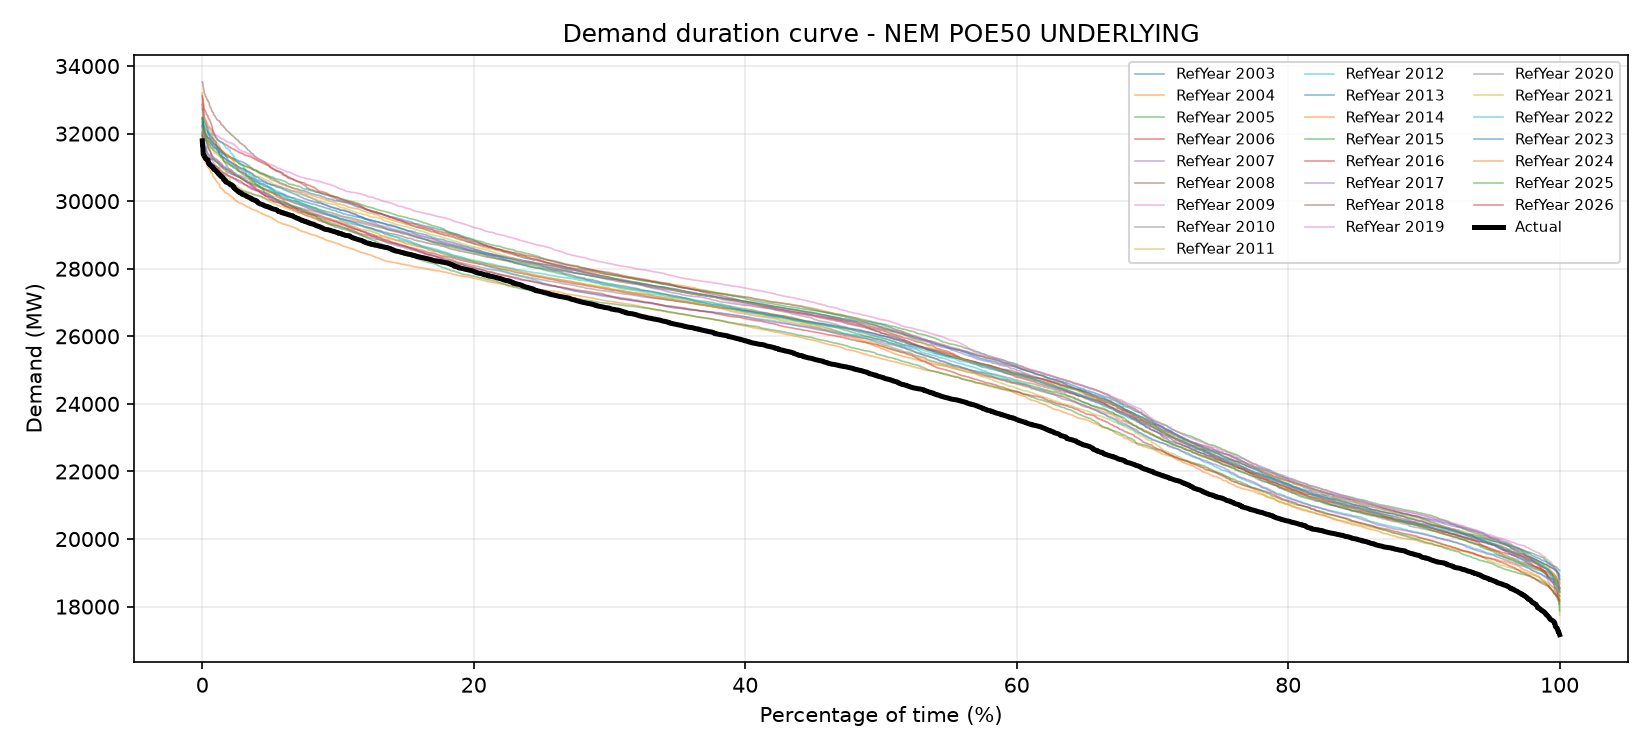 Demand duration curve - NEM POE50 UNDERLYING
Demand (MW)
34000
32000
30000
28000
26000
24000
22000
20000
18000
0
20
40
60
80
100
Percentage of time (%)
RefYear 2003
RefYear 2004
RefYear 2005
RefYear 2006
RefYear 2007
RefYear 2008
RefYear 2009
RefYear 2010
RefYear 2011
RefYear 2012
RefYear 2013
RefYear 2014
RefYear 2015
RefYear 2016
RefYear 2017
RefYear 2018
RefYear 2019
RefYear 2020
RefYear 2021
RefYear 2022
RefYear 2023
RefYear 2024
RefYear 2025
RefYear 2026
Actual